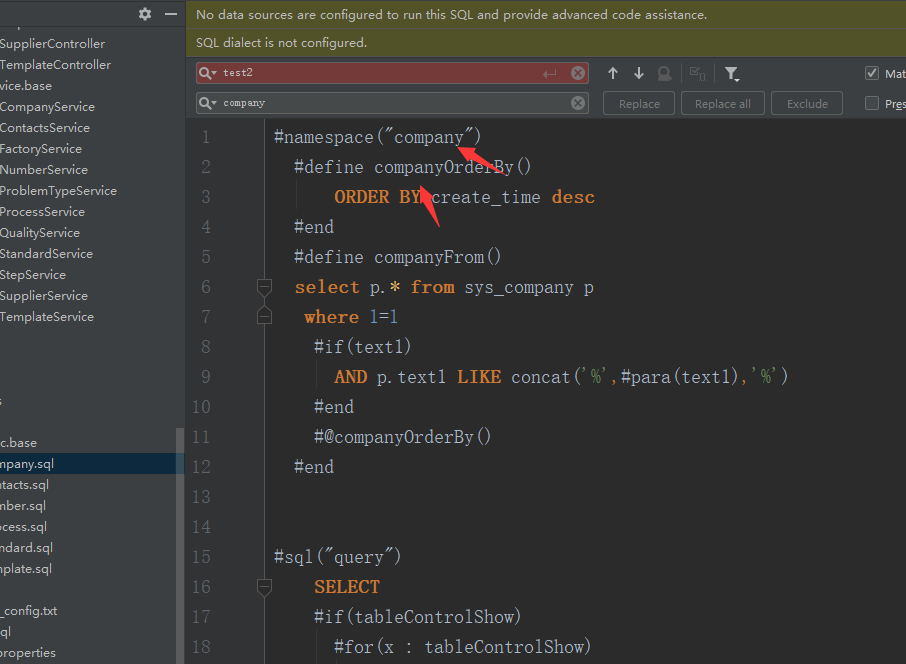 No data sources are configured to run this SQL and provide advanced code assistance.
SQL dialect is not configured.
test2
company
Replace
Replace all
Exclude
SupplierController
TemplateController
vice.base
CompanyService
ContactsService
FactoryService
NumberService
ProblemTypeService
ProcessService
QualityService
StandardService
StepService
SupplierService
TemplateService
s
c.base
mpany.sql
ntacts.sql
mber.sql
ocess.sql
ndard.sql
mplate.sql
_config.txt
ql
properties
1 #namespace("company")
2 #define companyOrderBy()
3 ORDER BY create_time desc
4 #end
5 #define companyFrom()
6 select p.* from sys_company p
7 where 1=1
8 #if(text1)
9 AND p.text1 LIKE concat('%',#para(text1),'%')
10 #end
11 #@companyOrderBy()
12 #end
13
14
15 #sql("query")
16 SELECT
17 #if(tableControlShow)
18 #for(x : tableControlShow)